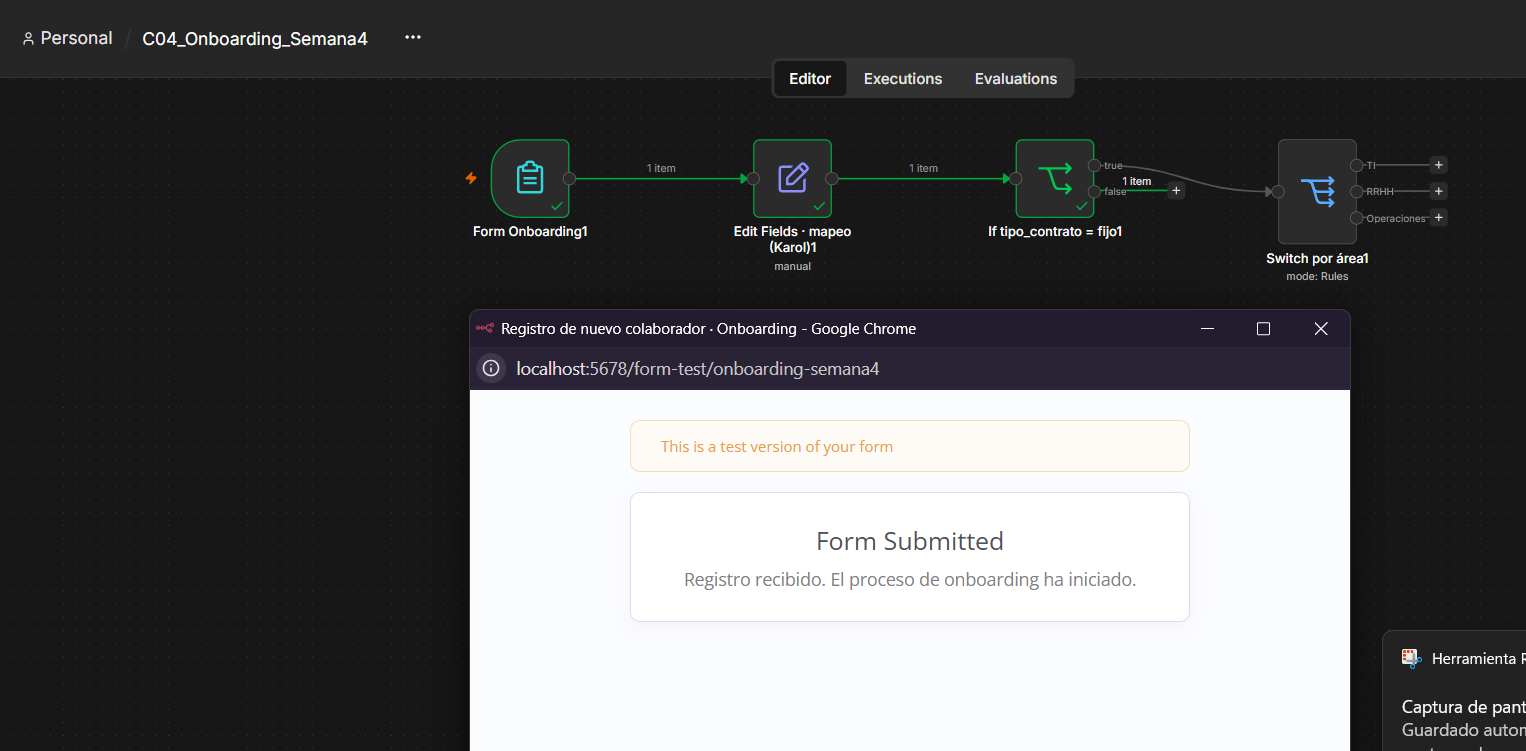 Personal / C04_Onboarding_Semana4 ...
Editor Executions Evaluations
1 item
1 item
true
1 item
false
TI
RRHH
Operaciones
Form Onboarding1
Edit Fields · mapeo
(Karol)1
manual
If tipo_contrato = fijo1
Switch por área1
mode: Rules
Registro de nuevo colaborador · Onboarding - Google Chrome
localhost:5678/form-test/onboarding-semana4
This is a test version of your form
Form Submitted
Registro recibido. El proceso de onboarding ha iniciado.
Herramienta
Captura de pant
Guardado autom